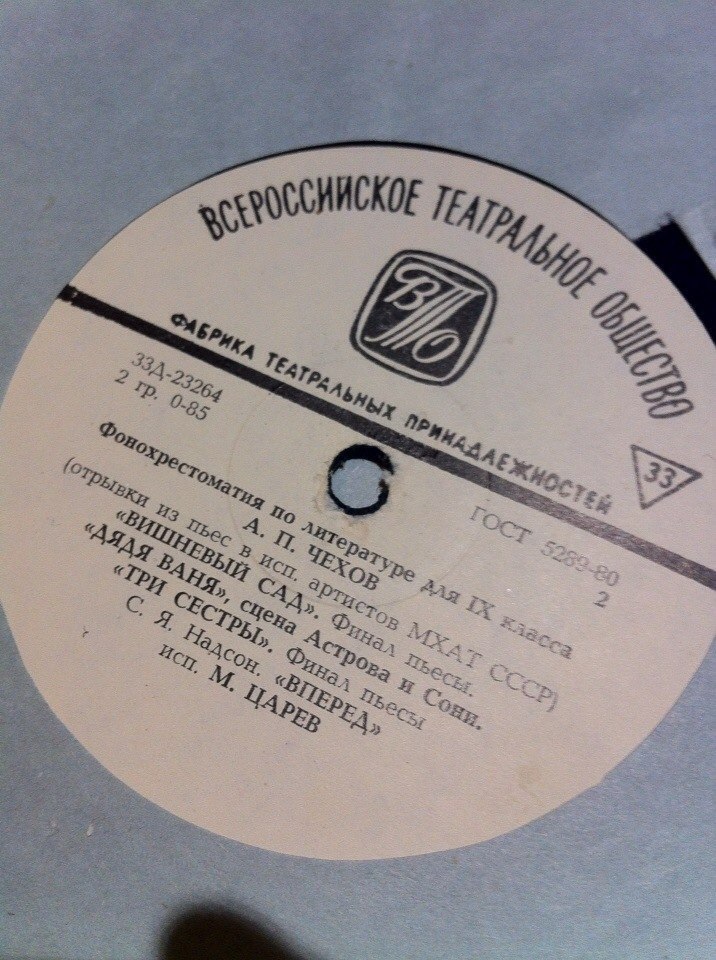 ВСЕРОССИЙСКОЕ ТЕАТРАЛЬНОЕ ОБЩЕСТВО
ВТО
ФАБРИКА ТЕАТРАЛЬНЫХ ПРИНАДЛЕЖНОСТЕЙ
33
33Д-23264
2 гр. 0-85
ГОСТ 5289-80
2
Фонохрестоматия по литературе для IX класса
А. П. ЧЕХОВ
(отрывки из пьес в исп. артистов МХАТ СССР)
«ВИШНЕВЫЙ САД». Финал пьесы.
«ДЯДЯ ВАНЯ», сцена Астрова и Сони.
«ТРИ СЕСТРЫ». Финал пьесы
С. Я. Надсон. «ВПЕРЕД»
исп. М. ЦАРЕВ